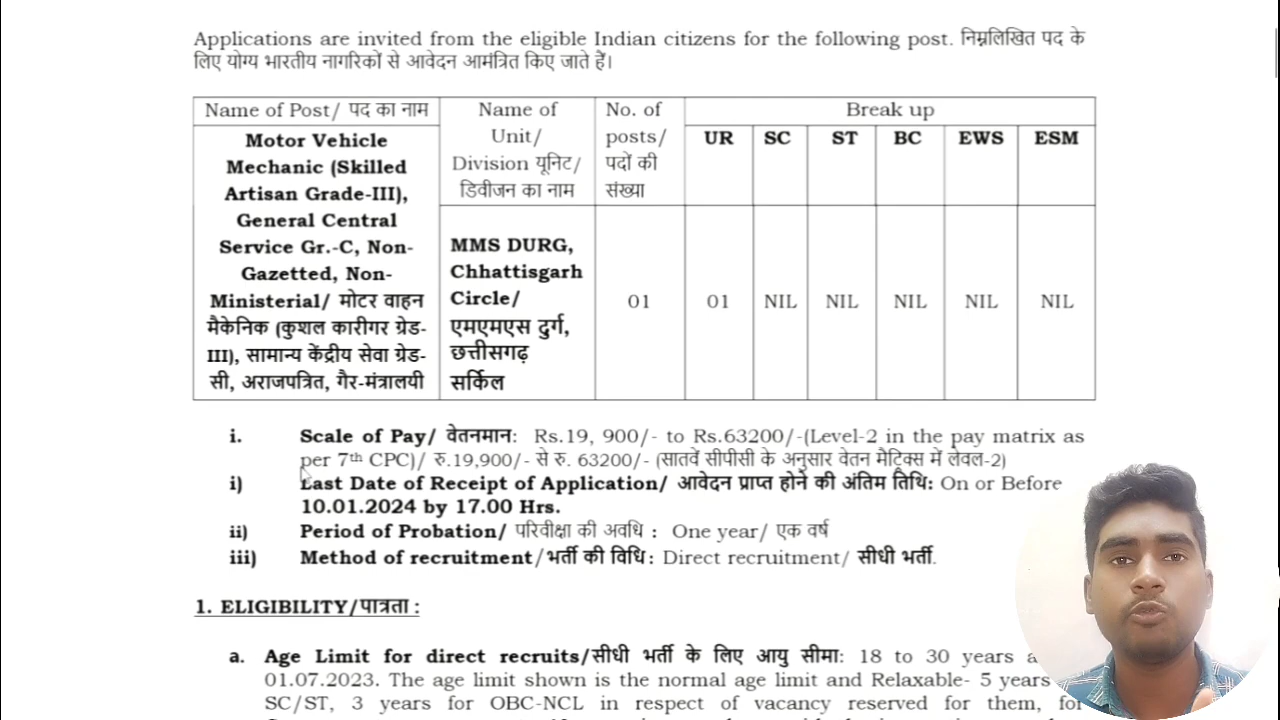 Applications are invited from the eligible Indian citizens for the following post. निम्नलिखित पद के
लिए योग्य भारतीय नागरिकों से आवेदन आमंत्रित किए जाते हैं।
Name of Post/ पद का नाम
Motor Vehicle
Mechanic (Skilled
Artisan Grade-III),
General Central
Service Gr.-C, Non-
Gazetted, Non-
Ministerial/ मोटर वाहन
मैकेनिक (कुशल कारीगर ग्रेड-
III), सामान्य केंद्रीय सेवा ग्रेड-
सी, अराजपत्रित, गैर-मंत्रालयी
Name of
Unit/
Division यूनिट/
डिवीजन का नाम
MMS DURG,
Chhattisgarh
Circle/
एमएमएस दुर्ग,
छत्तीसगढ़
सर्किल
No. of
posts/
पदों की
संख्या
01
Break up
UR SC ST BC EWS ESM
01 NIL NIL NIL NIL NIL
i. Scale of Pay/ वेतनमान: Rs.19, 900/- to Rs.63200/-(Level-2 in the pay matrix as
per 7th CPC)/ रु.19,900/- से रु. 63200/- (सातवें सीपीसी के अनुसार वेतन मैट्रिक्स में लेवल-2)
i) Last Date of Receipt of Application/ आवेदन प्राप्त होने की अंतिम तिथि: On or Before
10.01.2024 by 17.00 Hrs.
ii) Period of Probation/ परिवीक्षा की अवधि : One year/ एक वर्ष
iii) Method of recruitment/भर्ती की विधि: Direct recruitment/ सीधी भर्ती.
1. ELIGIBILITY/पात्रता :
a. Age Limit for direct recruits/सीधी भर्ती के लिए आयु सीमा: 18 to 30 years
01.07.2023. The age limit shown is the normal age limit and Relaxable- 5 years
SC/ST, 3 years for OBC-NCL in respect of vacancy reserved for them, for